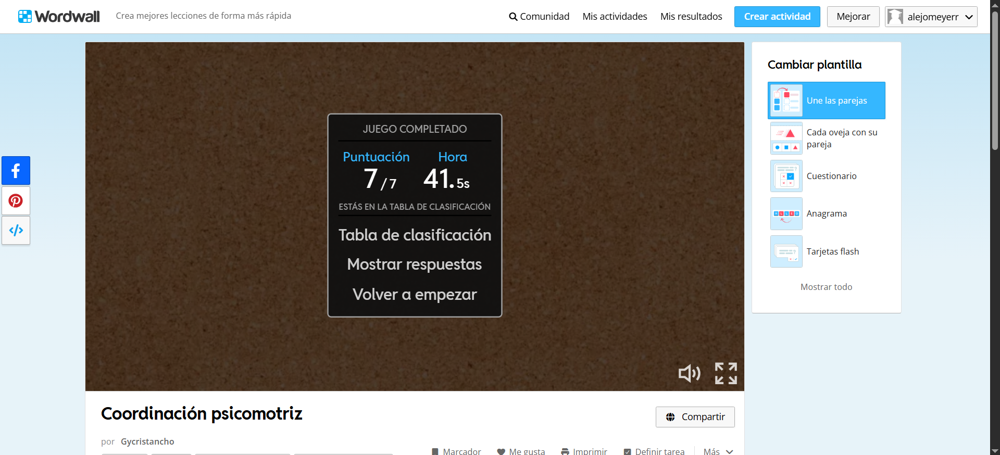 Wordwall
Crea mejores lecciones de forma más rápida
Comunidad
Mis actividades
Mis resultados
Crear actividad
Mejorar
alejomeyerr
JUEGO COMPLETADO
Puntuación Hora
7 / 7 41.5s
ESTÁS EN LA TABLA DE CLASIFICACIÓN
Tabla de clasificación
Mostrar respuestas
Volver a empezar
Cambiar plantilla
Une las parejas
Cada oveja con su
pareja
Cuestionario
Anagrama
Tarjetas flash
Mostrar todo
Coordinación psicomotriz
Compartir
por Gycristancho
Marcador
Me gusta
Imprimir
Definir tarea
Más